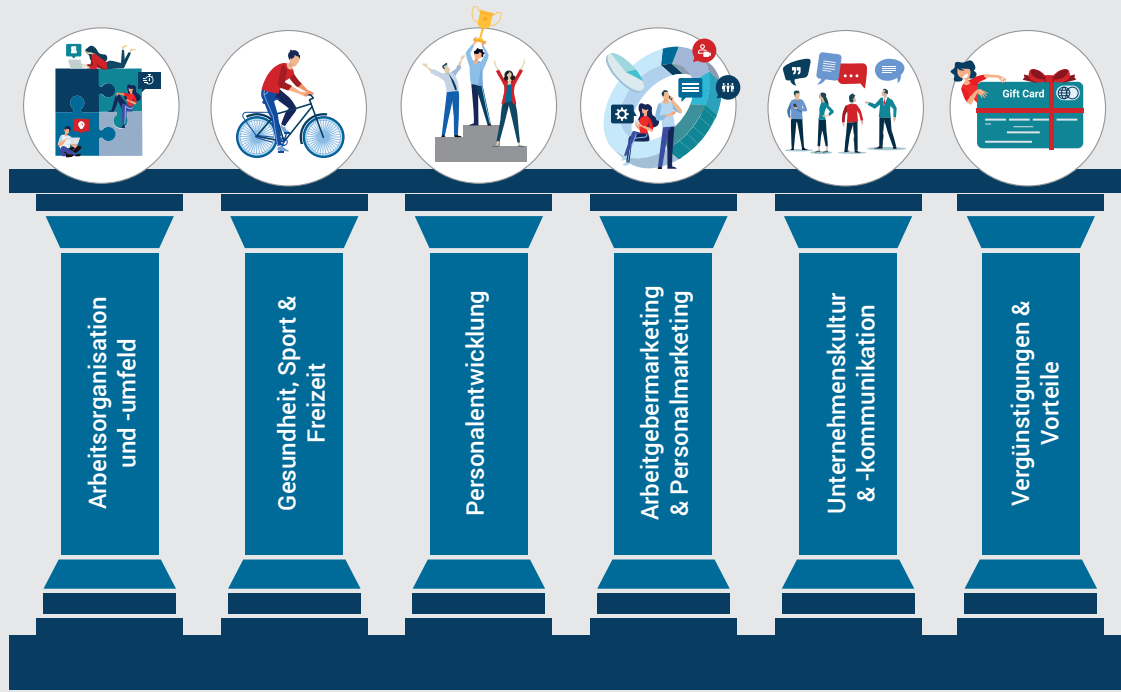 Gift Card
Arbeitsorganisation
und -umfeld
Gesundheit, Sport &
Freizeit
Personalentwicklung
Arbeitgebermarketing
& Personalmarketing
Unternehmenskultur
& -kommunikation
Vergünstigungen &
Vorteile